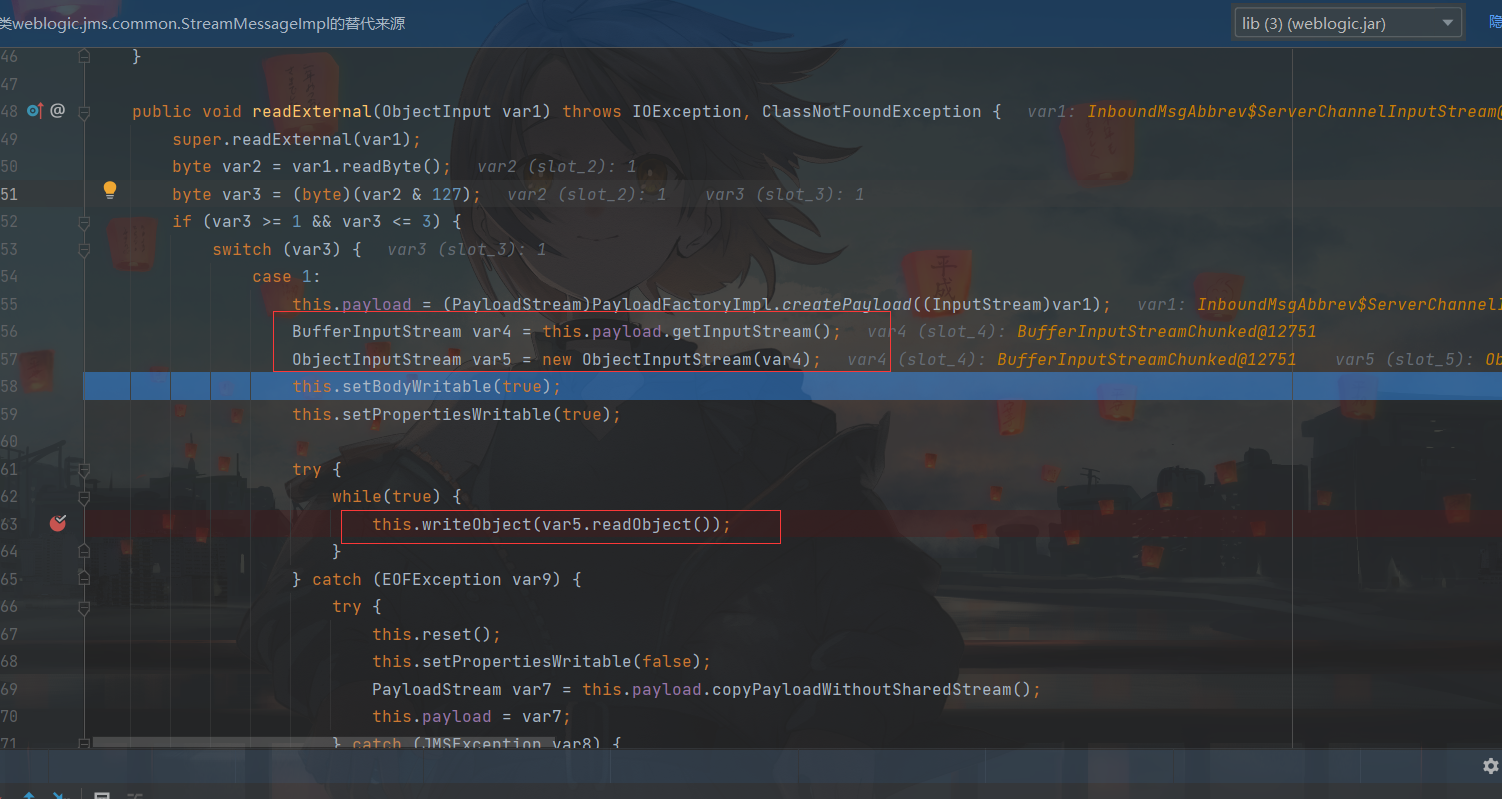 类weblogic.jms.common.StreamMessageImpl的替代来源
lib (3) (weblogic.jar)
隐
46 }
47
48 @ public void readExternal(ObjectInput var1) throws IOException, ClassNotFoundException { var1: InboundMsgAbbrev$ServerChannelInputStream@
49 super.readExternal(var1);
50 byte var2 = var1.readByte(); var2 (slot_2): 1
51 byte var3 = (byte)(var2 & 127); var2 (slot_2): 1 var3 (slot_3): 1
52 if (var3 >= 1 && var3 <= 3) {
53 switch (var3) { var3 (slot_3): 1
54 case 1:
55 this.payload = (PayloadStream)PayloadFactoryImpl.createPayload((InputStream)var1); var1: InboundMsgAbbrev$ServerChannelI
56 BufferInputStream var4 = this.payload.getInputStream(); var4 (slot_4): BufferInputStreamChunked@12751
57 ObjectInputStream var5 = new ObjectInputStream(var4); var4 (slot_4): BufferInputStreamChunked@12751 var5 (slot_5): Ob
58 this.setBodyWritable(true);
59 this.setPropertiesWritable(true);
60
61 try {
62 while(true) {
63 this.writeObject(var5.readObject());
64 }
65 } catch (EOFException var9) {
66 try {
67 this.reset();
68 this.setPropertiesWritable(false);
69 PayloadStream var7 = this.payload.copyPayloadWithoutSharedStream();
70 this.payload = var7;
71 } catch (JMSException var8) {
平成